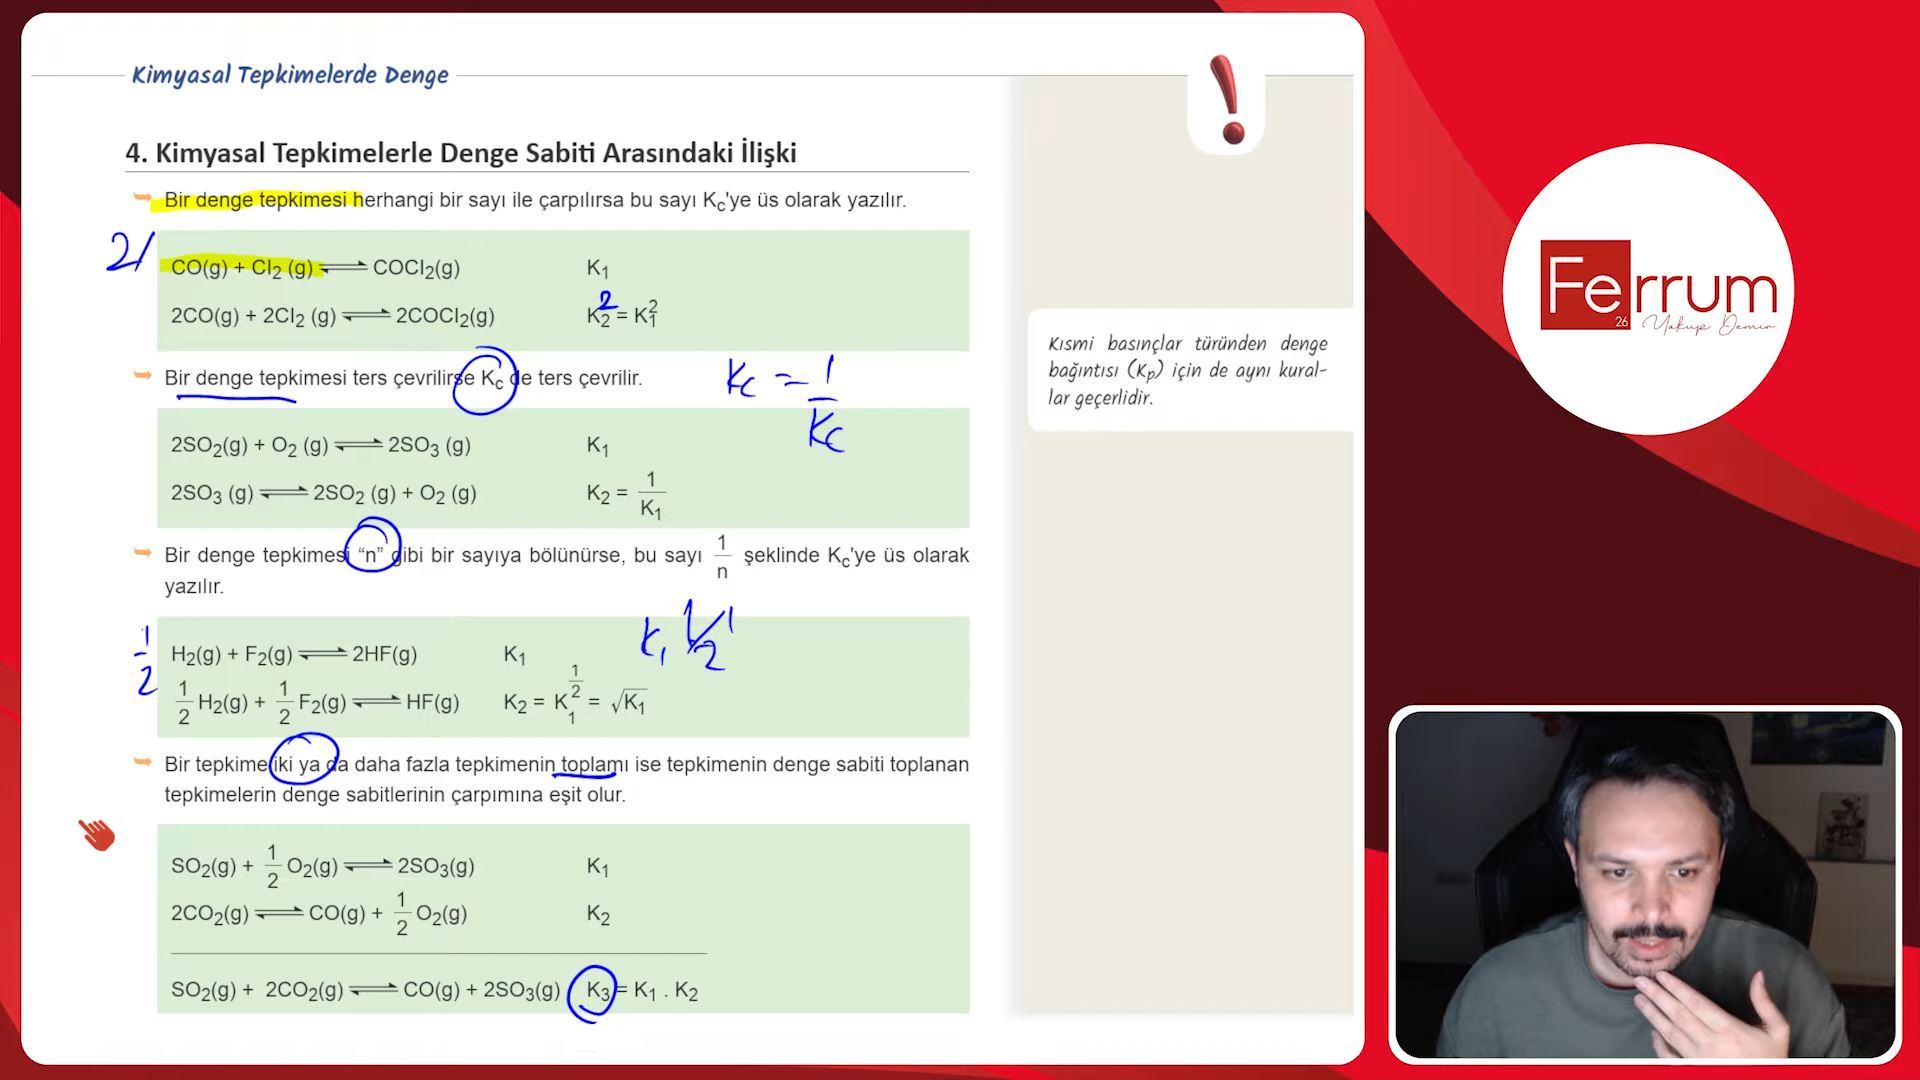 Kimyasal Tepkimelerde Denge
4. Kimyasal Tepkimelerle Denge Sabiti Arasındaki İlişki
Bir denge tepkimesi herhangi bir sayı ile çarpılırsa bu sayı Kc'ye üs olarak yazılır.
2/
CO(g) + Cl2 (g) ⇌ COCl2(g) K1
2
2CO(g) + 2Cl2 (g) ⇌ 2COCl2(g) K2 = K1^2
Bir denge tepkimesi ters çevrilirse Kc de ters çevrilir.
Kc = 1/Kc
2SO2(g) + O2 (g) ⇌ 2SO3 (g) K1
2SO3 (g) ⇌ 2SO2 (g) + O2 (g) K2 = 1/K1
Bir denge tepkimesi “n” gibi bir sayıya bölünürse, bu sayı 1/n şeklinde Kc'ye üs olarak
yazılır.
1/2
H2(g) + F2(g) ⇌ 2HF(g) K1
K1 1/2
1/2 H2(g) + 1/2 F2(g) ⇌ HF(g) K2 = K1^1/2 = √K1
Bir tepkime iki ya da daha fazla tepkimenin toplamı ise tepkimenin denge sabiti toplanan
tepkimelerin denge sabitlerinin çarpımına eşit olur.
SO2(g) + 1/2 O2(g) ⇌ 2SO3(g) K1
2CO2(g) ⇌ CO(g) + 1/2 O2(g) K2
SO2(g) + 2CO2(g) ⇌ CO(g) + 2SO3(g) K3 = K1 . K2
!
Kısmi basınçlar türünden denge
bağıntısı (Kp) için de aynı kural-
lar geçerlidir.
Ferrum
26
Yakup Demir